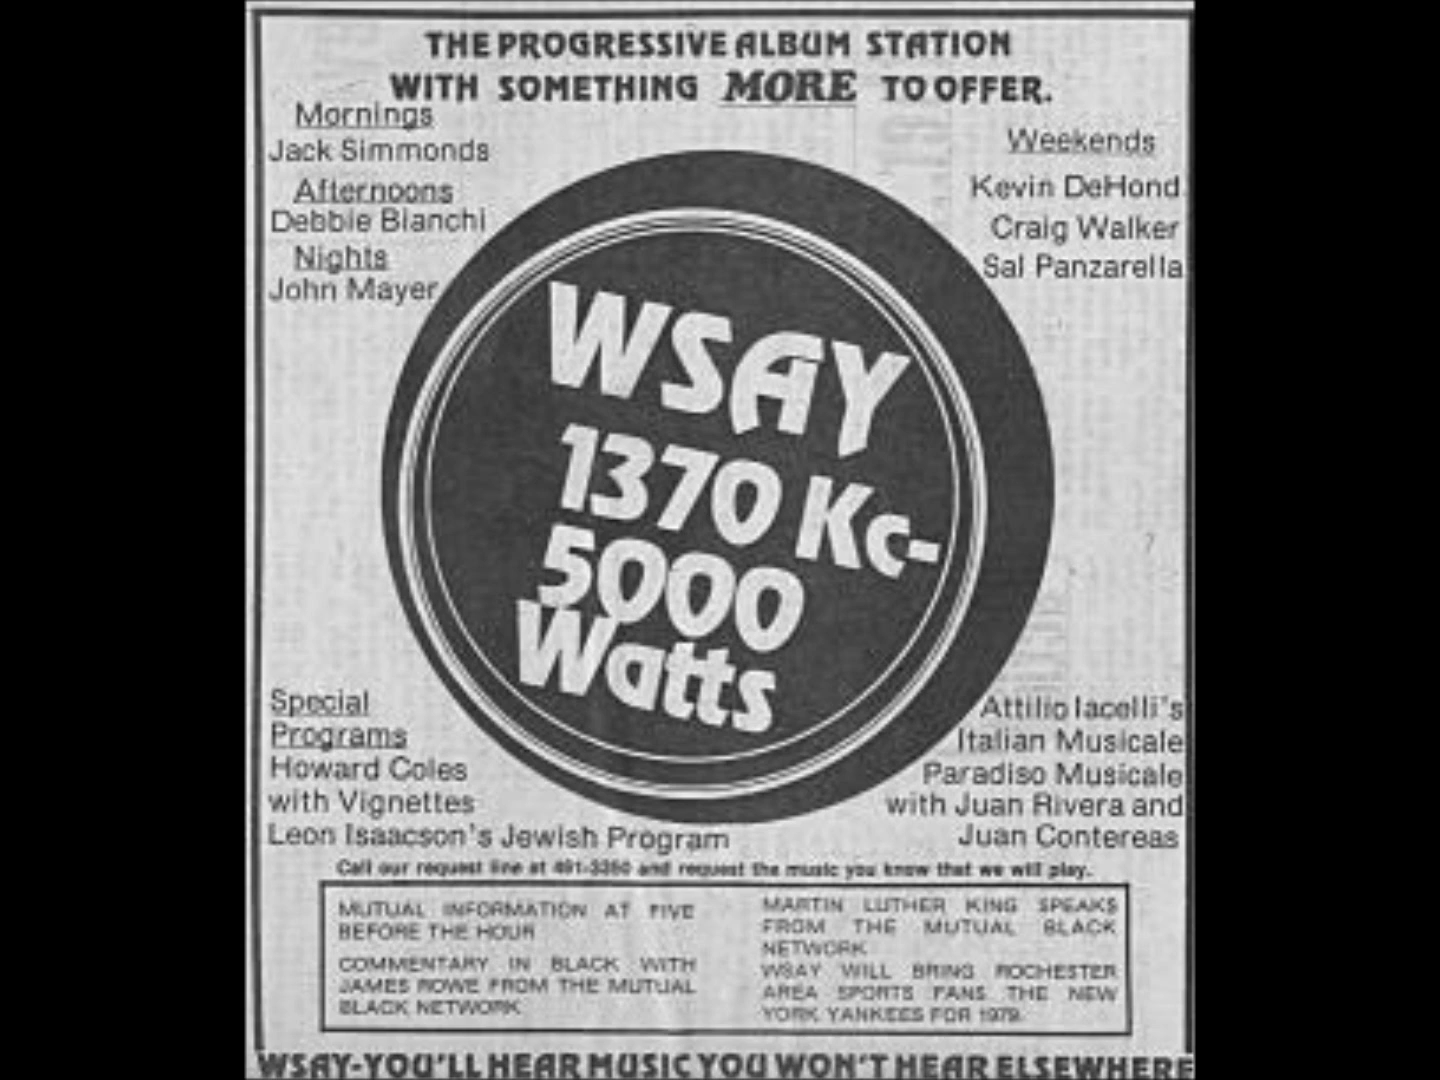 THE PROGRESSIVE ALBUM STATION
WITH SOMETHING MORE TO OFFER.
Mornings
Jack Simmonds
Afternoons
Debbie Bianchi
Nights
John Mayer
Weekends
Kevin DeHond
Craig Walker
Sal Panzarella
WSAY
1370 Kc-
5000
Watts
Special
Programs
Howard Coles
with Vignettes
Leon Isaacson's Jewish Program
Attilio Iacelli's
Italian Musicale
Paradiso Musicale
with Juan Rivera and
Juan Contereas
Call our request line at and request the music you know that we will play.
MUTUAL INFORMATION AT FIVE
BEFORE THE HOUR
COMMENTARY IN BLACK WITH
JAMES ROWE FROM THE MUTUAL
BLACK NETWORK
MARTIN LUTHER KING SPEAKS
FROM THE MUTUAL BLACK
NETWORK
WSAY WILL BRING ROCHESTER
AREA SPORTS FANS THE NEW
YORK YANKEES FOR 1979.
WSAY-YOU'LL HEAR MUSIC YOU WON'T HEAR ELSEWHERE